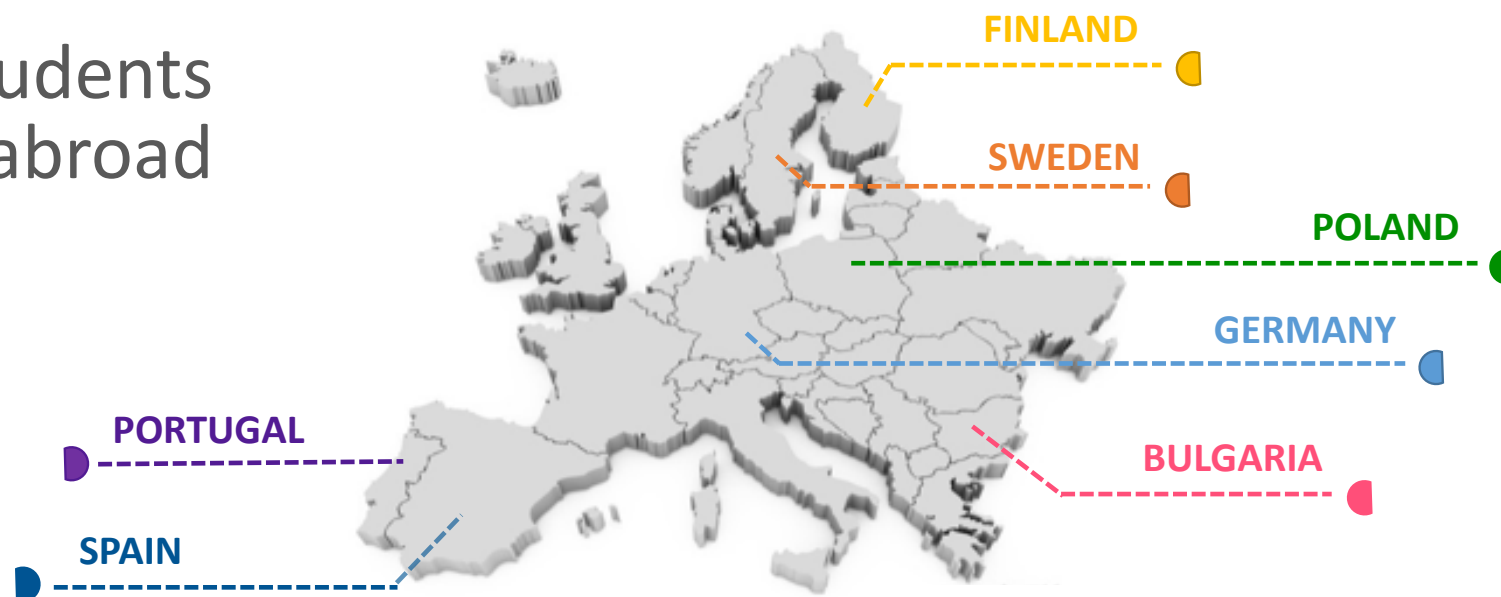 udents
abroad
FINLAND
SWEDEN
POLAND
GERMANY
PORTUGAL
BULGARIA
SPAIN